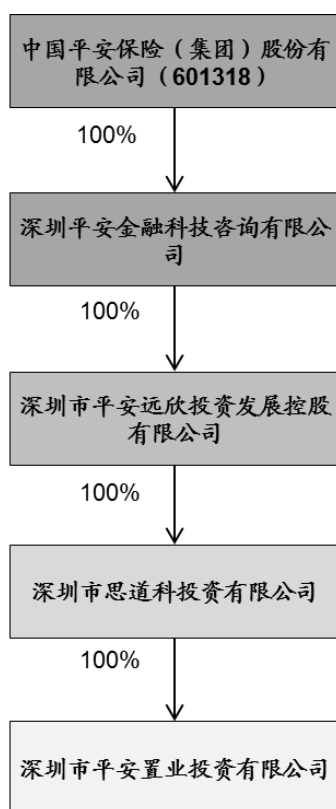 中国平安保险（集团）股份有
限公司（601318）
100%
深圳平安金融科技咨询有限公
司
100%
深圳市平安远欣投资发展控股
有限公司
100%
深圳市思道科投资有限公司
100%
深圳市平安置业投资有限公司